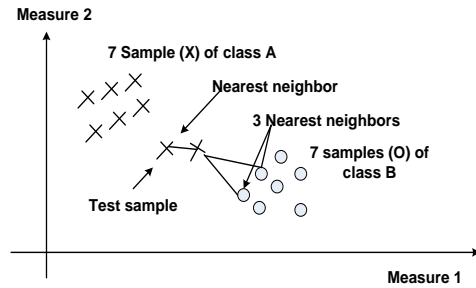 Measure 2
7 Sample (X) of class A
Nearest neighbor
3 Nearest neighbors
7 samples (O) of
class B
Test sample
Measure 1